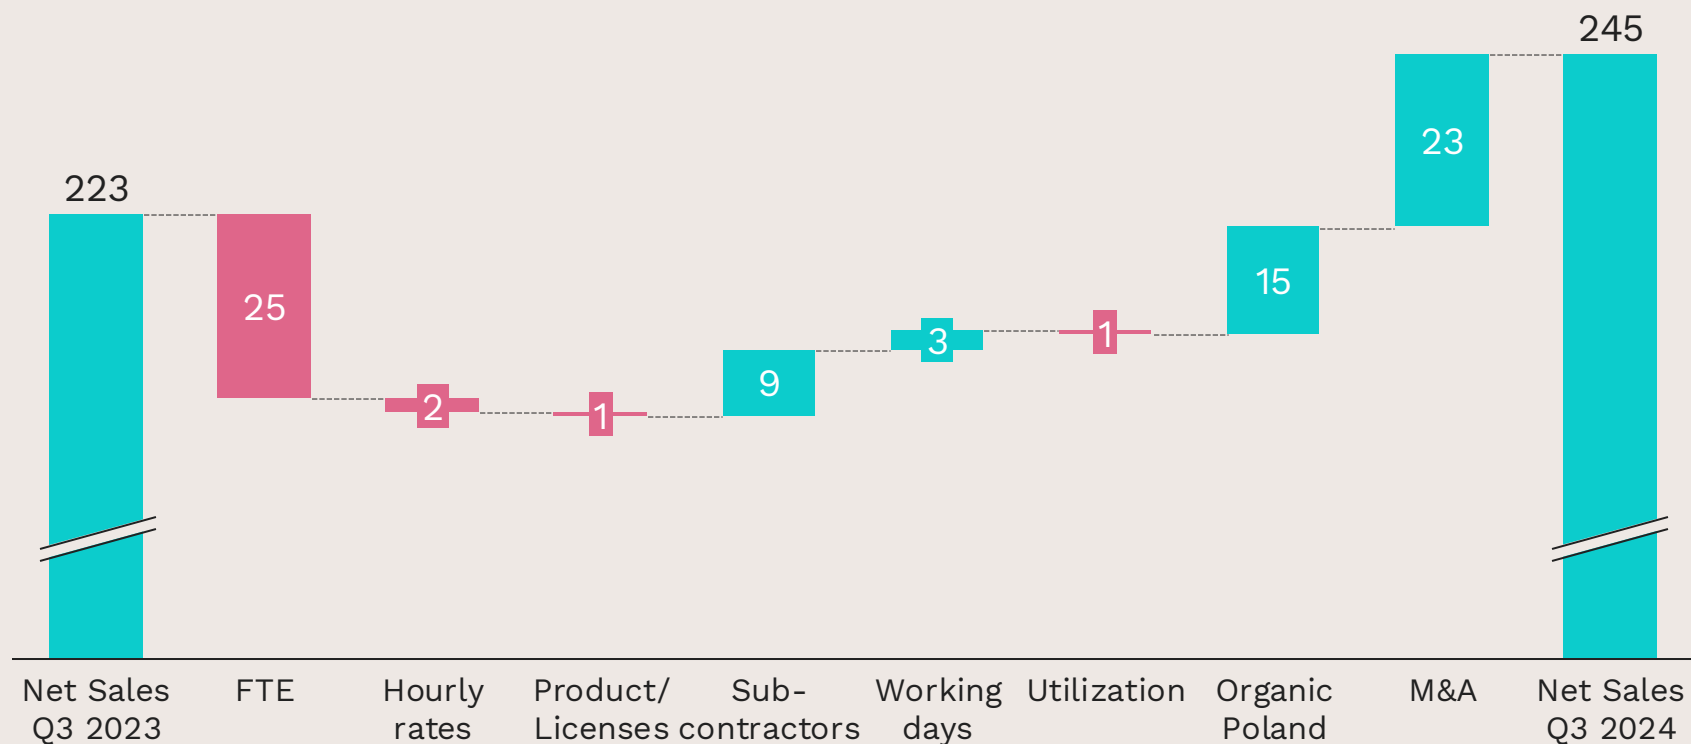 245
223
23
15
25
3
1
9
2
1
Net Sales
Q3 2023
FTE
Hourly
rates
Product/
Licenses
Sub-
contractors
Working
days
Utilization
Organic
Poland
M&A
Net Sales
Q3 2024